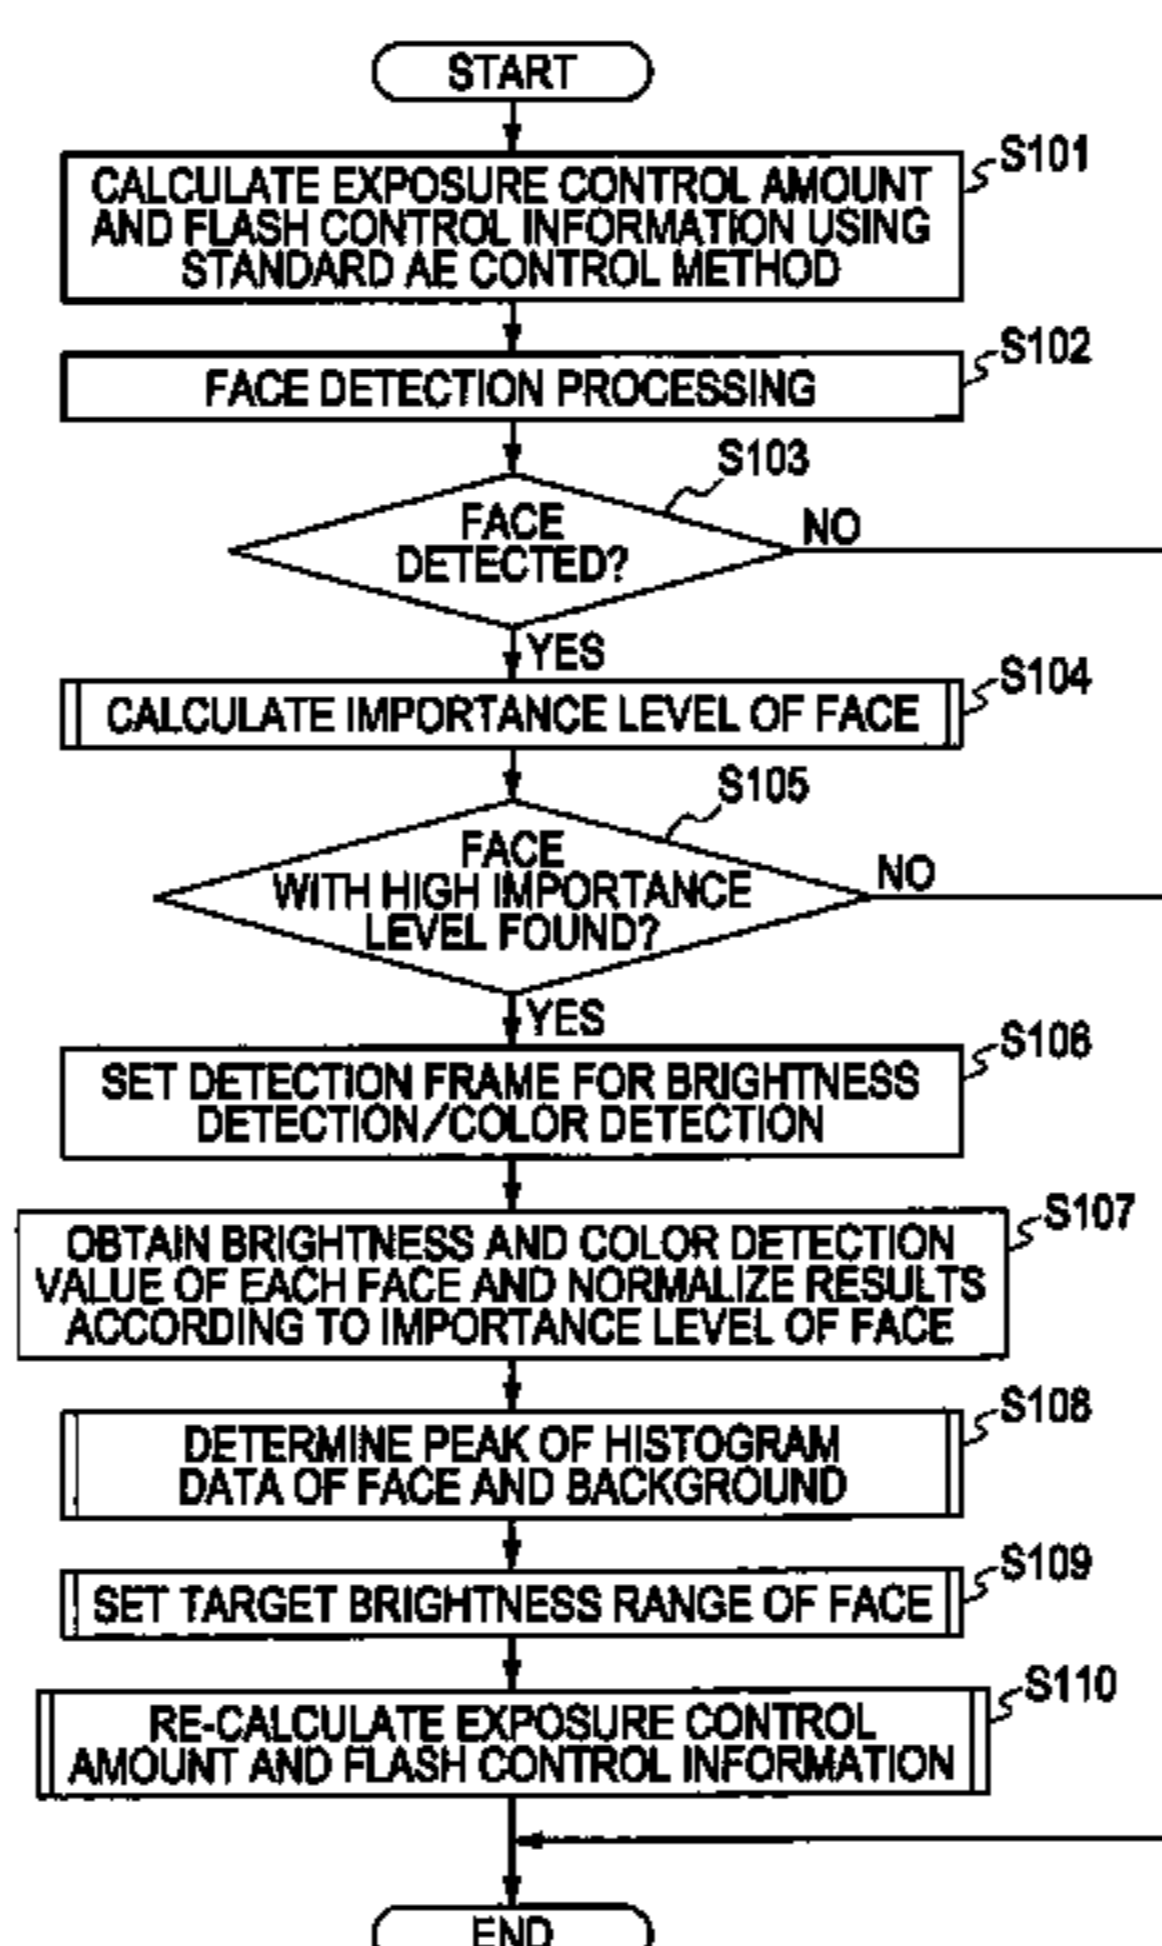 START
S101
CALCULATE EXPOSURE CONTROL AMOUNT
AND FLASH CONTROL INFORMATION USING
STANDARD AE CONTROL METHOD
S102
FACE DETECTION PROCESSING
S103
FACE
DETECTED?
NO
YES
S104
CALCULATE IMPORTANCE LEVEL OF FACE
S105
FACE
WITH HIGH IMPORTANCE
LEVEL FOUND?
NO
YES
S106
SET DETECTION FRAME FOR BRIGHTNESS
DETECTION/COLOR DETECTION
S107
OBTAIN BRIGHTNESS AND COLOR DETECTION
VALUE OF EACH FACE AND NORMALIZE RESULTS
ACCORDING TO IMPORTANCE LEVEL OF FACE
S108
DETERMINE PEAK OF HISTOGRAM
DATA OF FACE AND BACKGROUND
S109
SET TARGET BRIGHTNESS RANGE OF FACE
S110
RE-CALCULATE EXPOSURE CONTROL
AMOUNT AND FLASH CONTROL INFORMATION
END